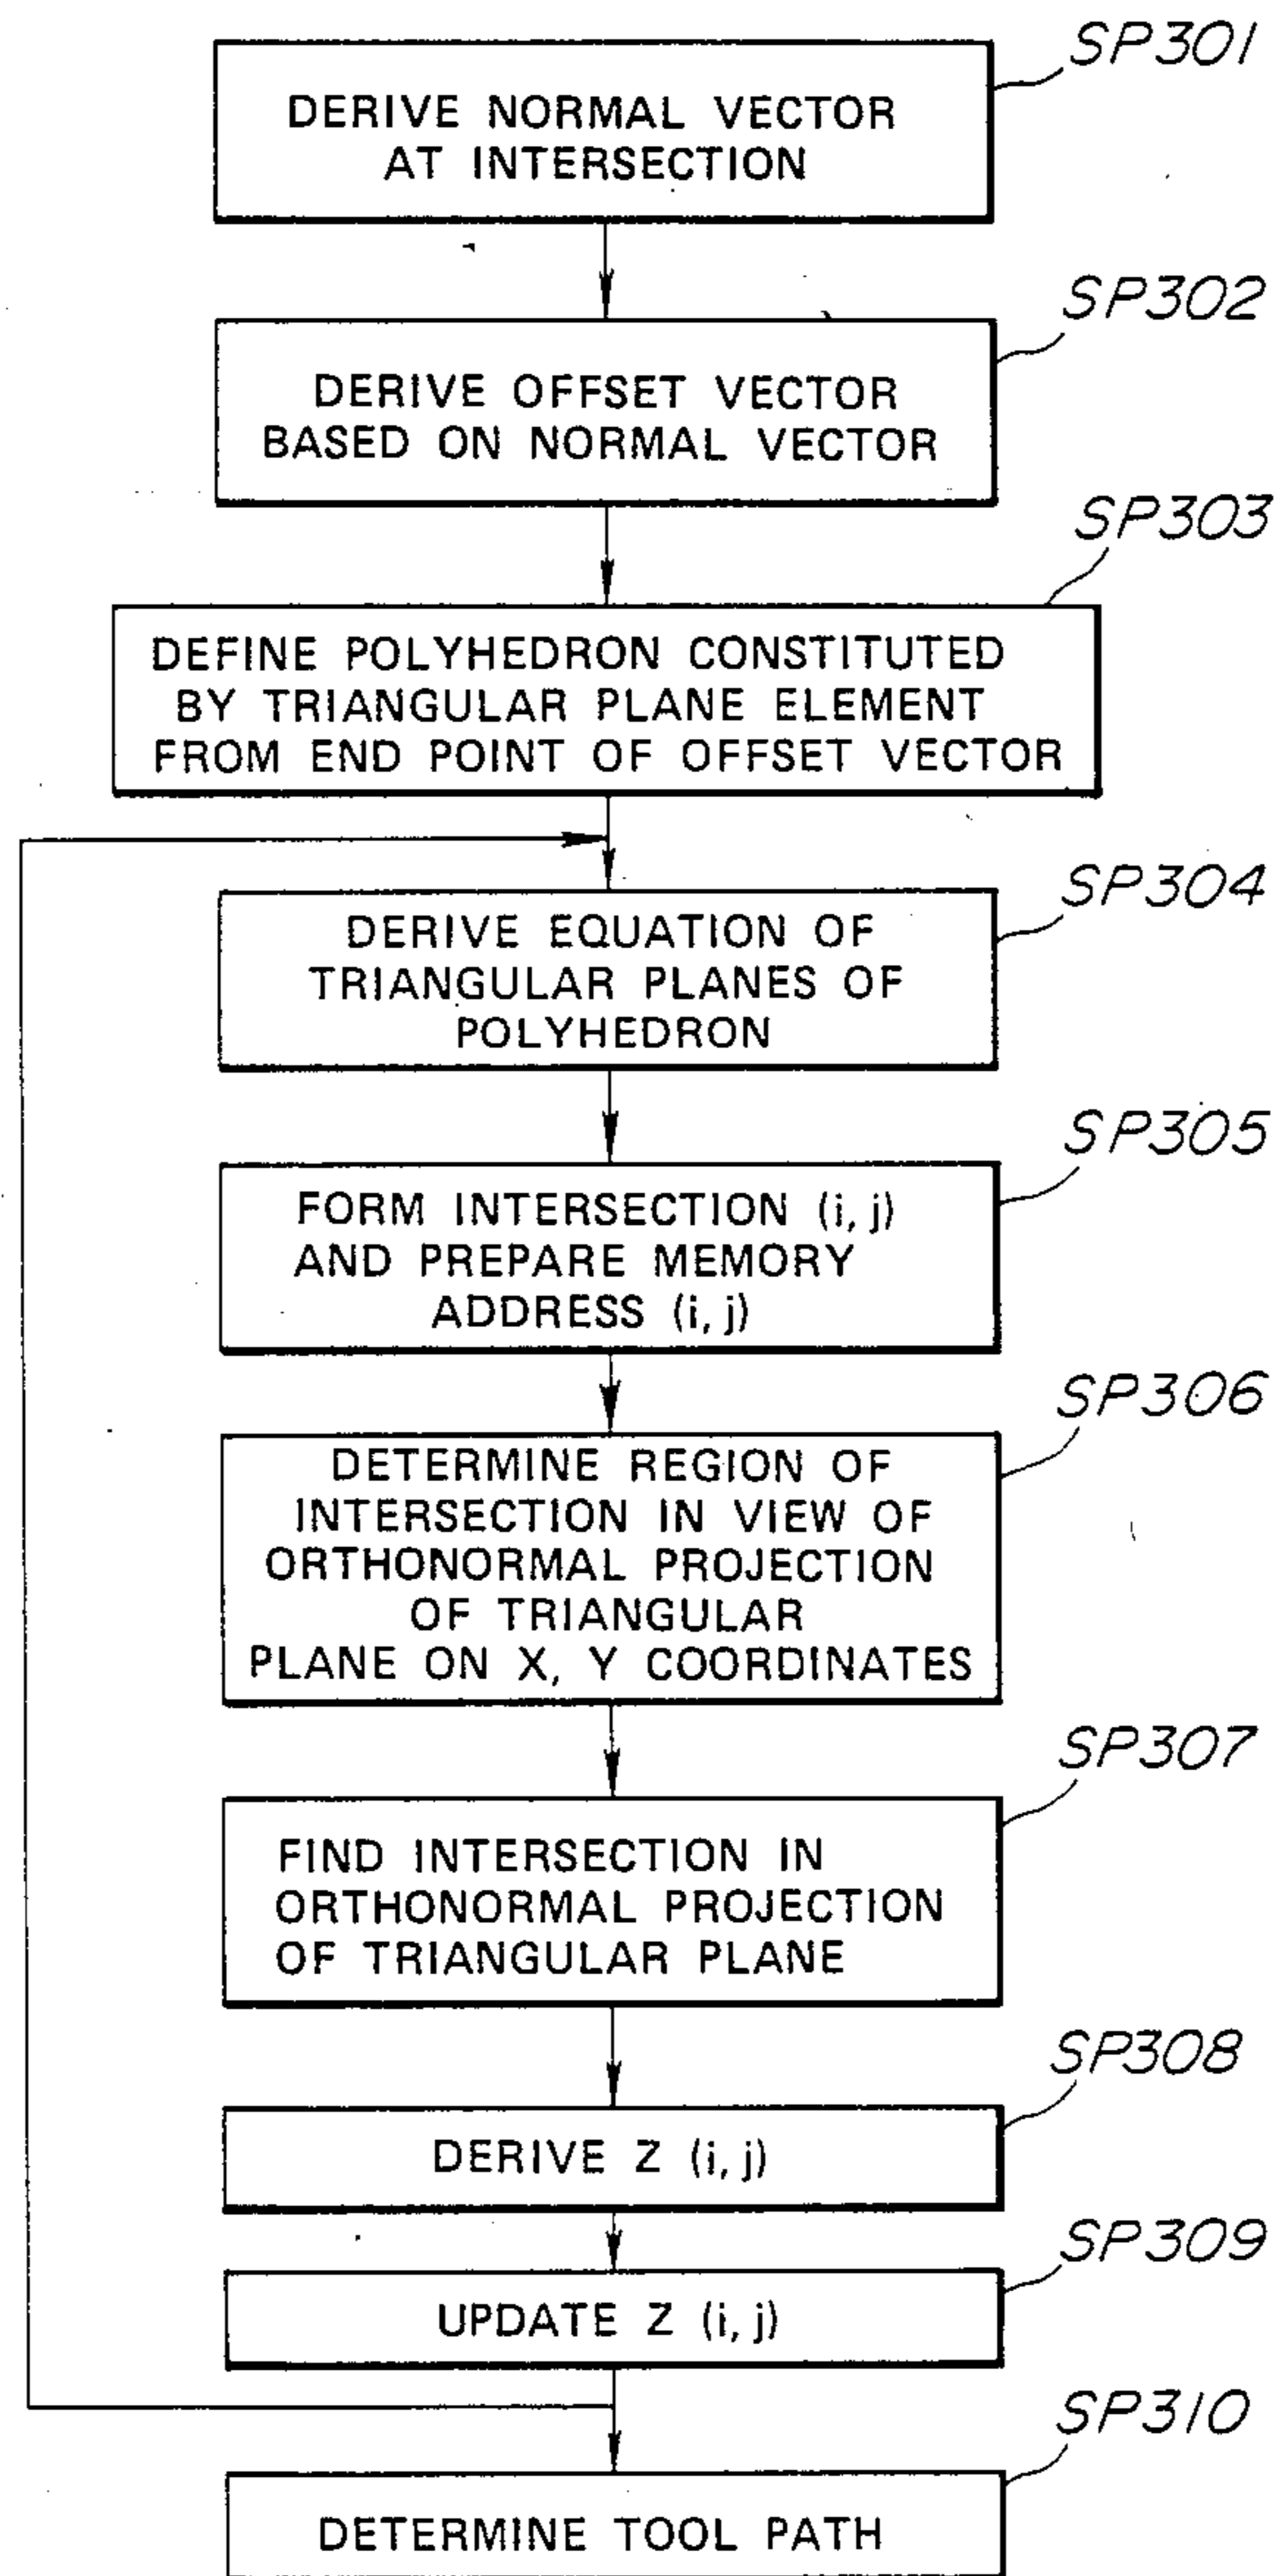 SP301
DERIVE NORMAL VECTOR
AT INTERSECTION
SP302
DERIVE OFFSET VECTOR
BASED ON NORMAL VECTOR
SP303
DEFINE POLYHEDRON CONSTITUTED
BY TRIANGULAR PLANE ELEMENT
FROM END POINT OF OFFSET VECTOR
SP304
DERIVE EQUATION OF
TRIANGULAR PLANES OF
POLYHEDRON
SP305
FORM INTERSECTION (i, j)
AND PREPARE MEMORY
ADDRESS (i, j)
SP306
DETERMINE REGION OF
INTERSECTION IN VIEW OF
ORTHONORMAL PROJECTION
OF TRIANGULAR
PLANE ON X, Y COORDINATES
SP307
FIND INTERSECTION IN
ORTHONORMAL PROJECTION
OF TRIANGULAR PLANE
SP308
DERIVE Z (i, j)
SP309
UPDATE Z (i, j)
SP310
DETERMINE TOOL PATH